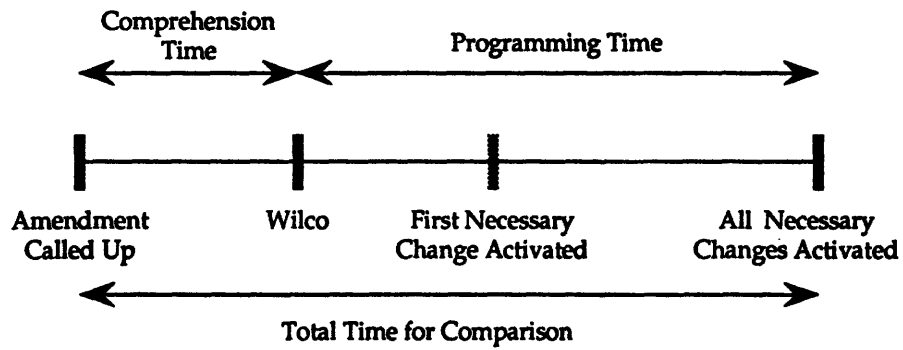 Comprehension
Time
Programming Time
Amendment
Called Up
Wilco
First Necessary
Change Activated
All Necessary
Changes Activated
Total Time for Comparison